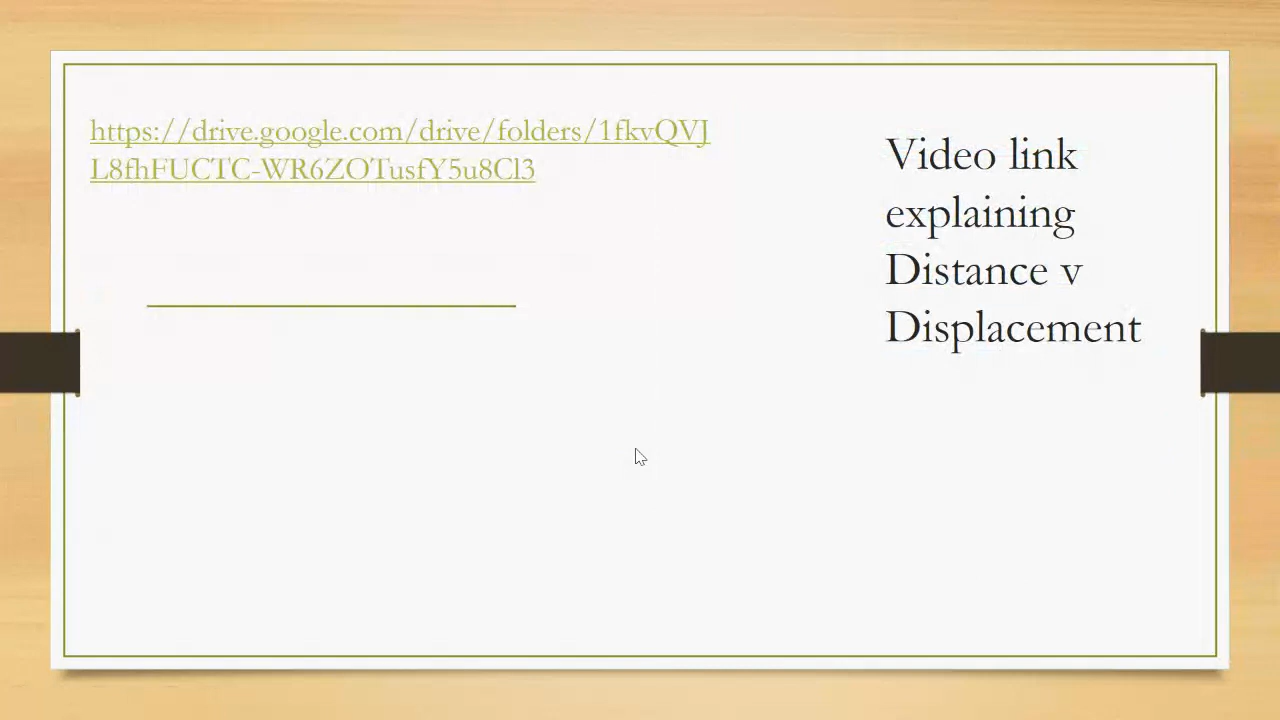 https://drive.google.com/drive/folders/1fkvQVJ
L8fhFUCTC-WR6ZOTusfY5u8Cl3
Video link
explaining
Distance v
Displacement